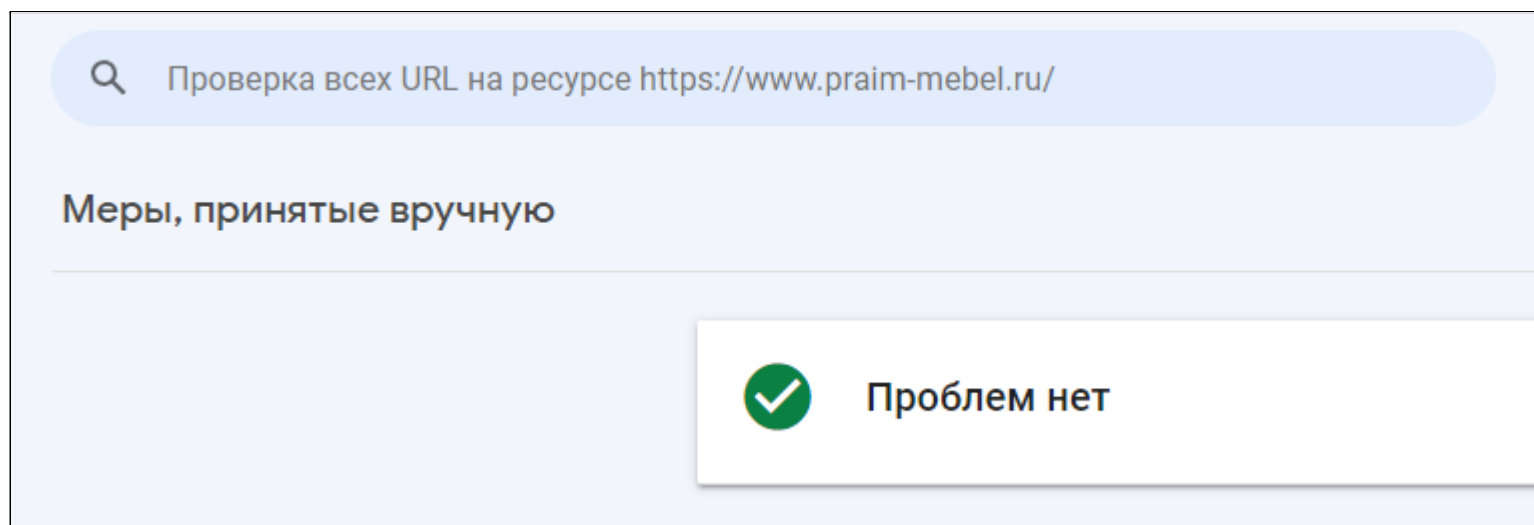 Проверка всех URL на ресурсе https://www.praim-mebel.ru/
Меры, принятые вручную
Проблем нет